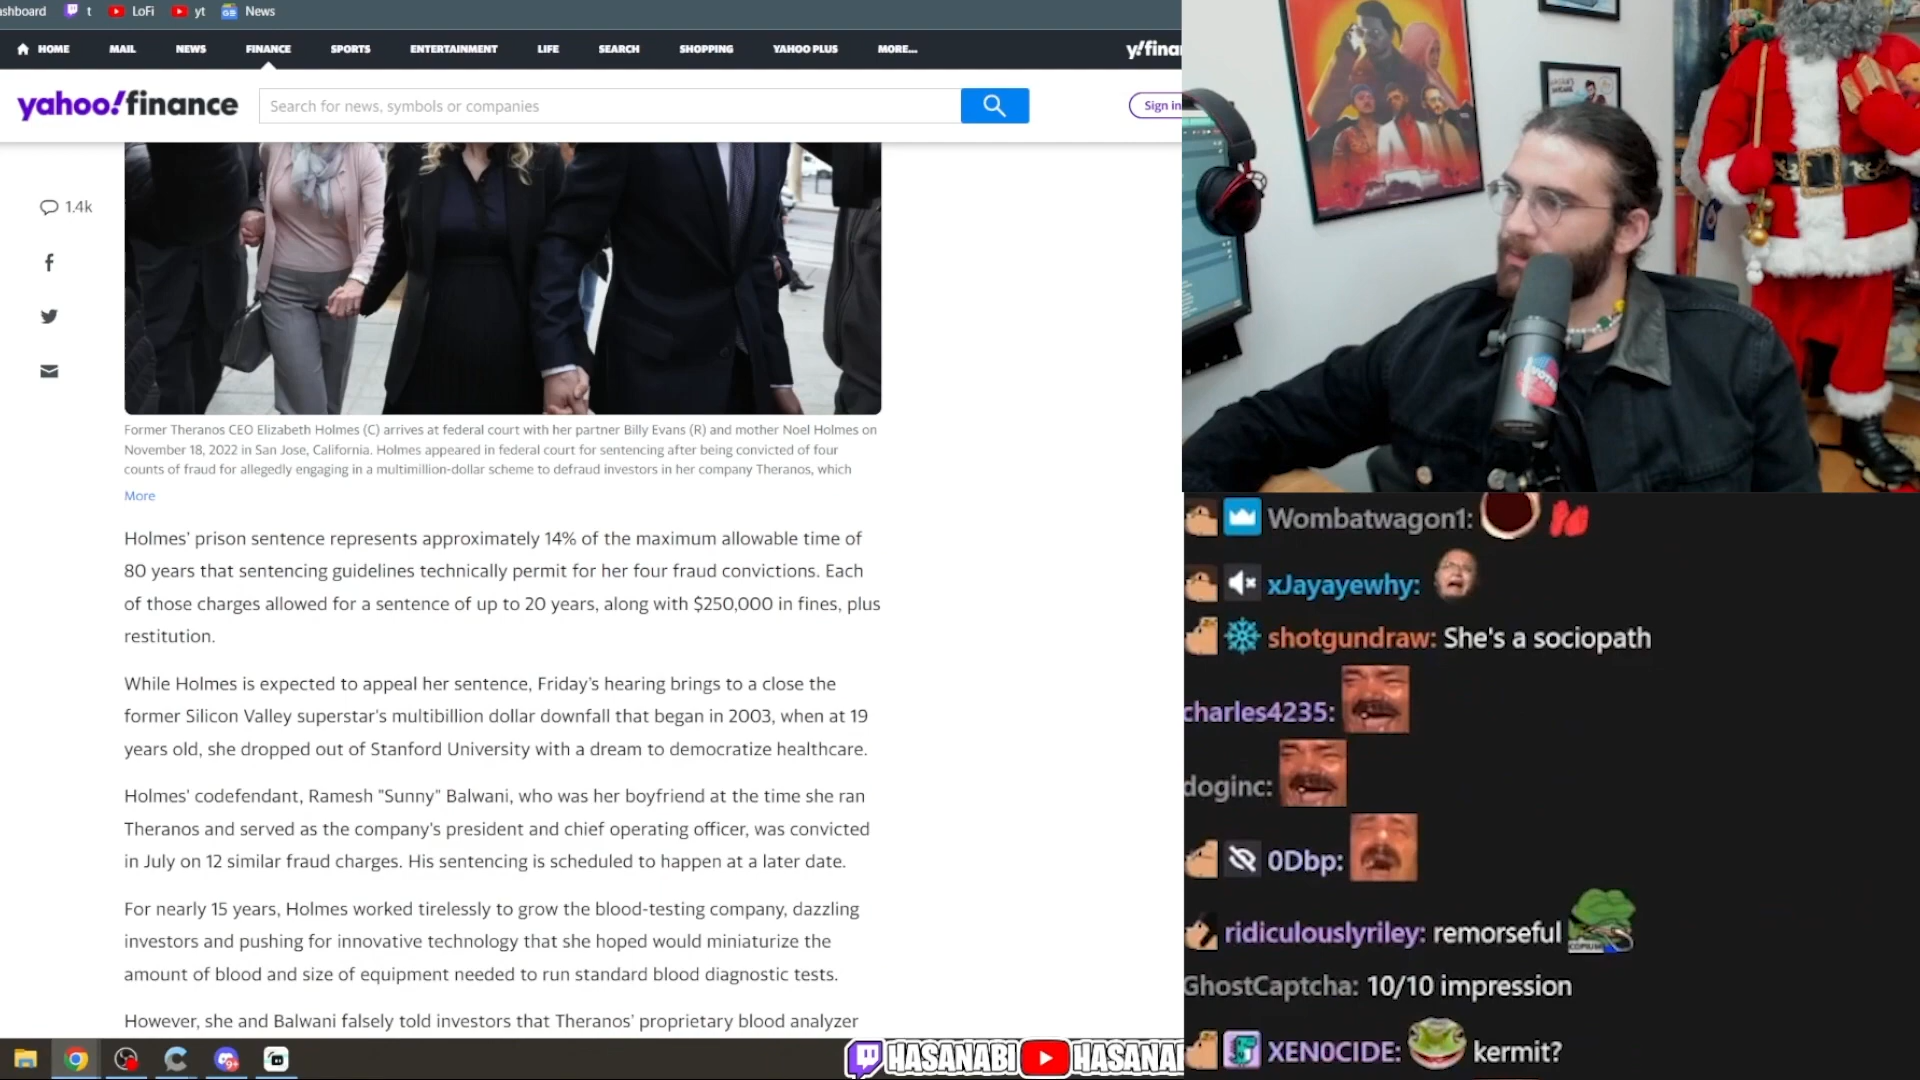 ashboard t LoFi yt News
HOME MAIL NEWS FINANCE SPORTS ENTERTAINMENT LIFE SEARCH SHOPPING YAHOO PLUS MORE... y!finan
yahoo!finance Search for news, symbols or companies Sign in
1.4k
Former Theranos CEO Elizabeth Holmes (C) arrives at federal court with her partner Billy Evans (R) and mother Noel Holmes on
November 18, 2022 in San Jose, California. Holmes appeared in federal court for sentencing after being convicted of four
counts of fraud for allegedly engaging in a multimillion-dollar scheme to defraud investors in her company Theranos, which
More
Holmes' prison sentence represents approximately 14% of the maximum allowable time of
80 years that sentencing guidelines technically permit for her four fraud convictions. Each
of those charges allowed for a sentence of up to 20 years, along with $250,000 in fines, plus
restitution.
While Holmes is expected to appeal her sentence, Friday's hearing brings to a close the
former Silicon Valley superstar's multibillion dollar downfall that began in 2003, when at 19
years old, she dropped out of Stanford University with a dream to democratize healthcare.
Holmes' codefendant, Ramesh "Sunny" Balwani, who was her boyfriend at the time she ran
Theranos and served as the company's president and chief operating officer, was convicted
in July on 12 similar fraud charges. His sentencing is scheduled to happen at a later date.
For nearly 15 years, Holmes worked tirelessly to grow the blood-testing company, dazzling
investors and pushing for innovative technology that she hoped would miniaturize the
amount of blood and size of equipment needed to run standard blood diagnostic tests.
However, she and Balwani falsely told investors that Theranos' proprietary blood analyzer
HASANABI HASANA
Wombatwagon1:
xJayayewhy:
shotgundraw: She's a sociopath
charles4235:
doginc:
0Dbp:
ridiculouslyriley: remorseful
COPIUM
GhostCaptcha: 10/10 impression
XEN0CIDE: kermit?